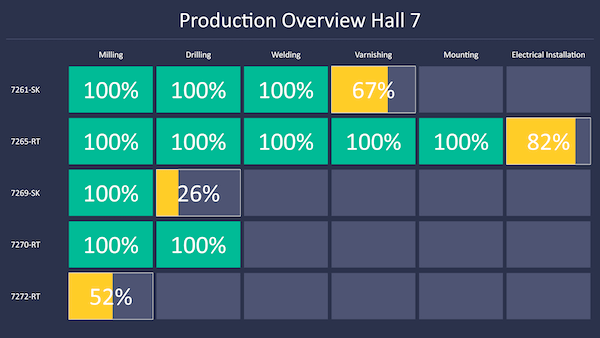 Production Overview Hall 7
Milling Drilling Welding Varnishing Mounting Electrical Installation
7261-SK 100% 100% 100% 67%
7265-RT 100% 100% 100% 100% 100% 82%
7269-SK 100% 26%
7270-RT 100% 100%
7272-RT 52%